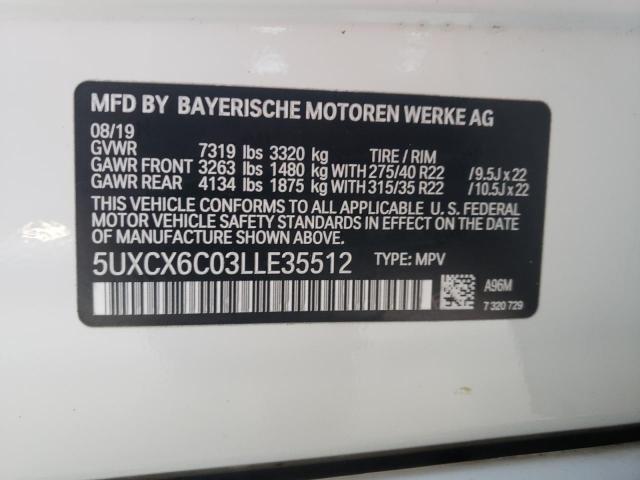 MFD BY BAYERISCHE MOTOREN WERKE AG
08/19
GVWR 7319 lbs 3320 kg TIRE / RIM
GAWR FRONT 3263 lbs 1480 kg WITH 275/40 R22 /9.5J x 22
GAWR REAR 4134 lbs 1875 kg WITH 315/35 R22 /10.5J x 22
THIS VEHICLE CONFORMS TO ALL APPLICABLE U. S. FEDERAL
MOTOR VEHICLE SAFETY STANDARDS IN EFFECT ON THE DATE
OF MANUFACTURE SHOWN ABOVE.
5UXCX6C03LLE35512 TYPE: MPV
A96M
7 320 729